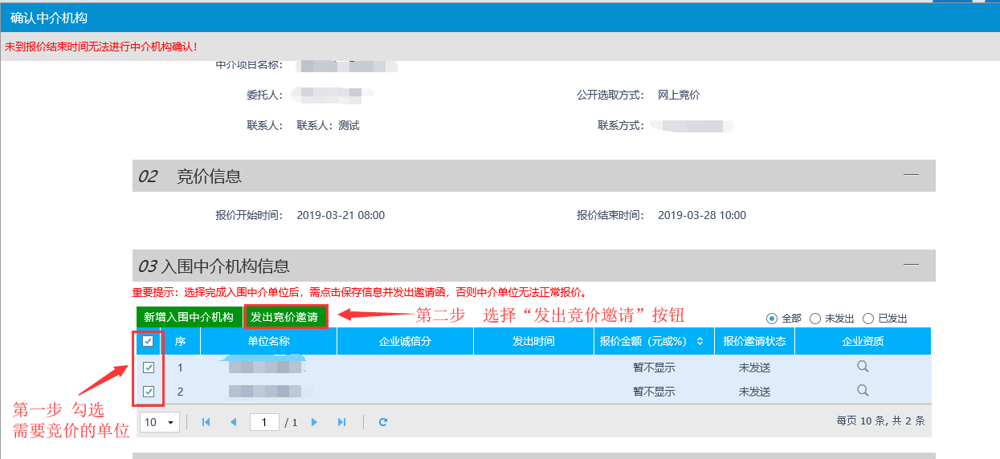 确认中介机构
未到报价结束时间无法进行中介机构确认！
中介项目名称：
委托人： 公开选取方式： 网上竞价
联系人： 联系人：测试 联系方式：
02 竞价信息
报价开始时间： 2019-03-21 08:00 报价结束时间： 2019-03-28 10:00
03 入围中介机构信息
重要提示：选择完成入围中介单位后，需点击保存信息并发出邀请函，否则中介单位无法正常报价。
新增入围中介机构 发出竞价邀请 第二步 选择“发出竞价邀请”按钮 全部 未发出 已发出
序 单位名称 企业诚信分 发出时间 报价金额（元或%） 报价邀请状态 企业资质
1 暂不显示 未发送
2 暂不显示 未发送
第一步 勾选
需要竞价的单位
10 1 / 1 每页 10 条, 共 2 条